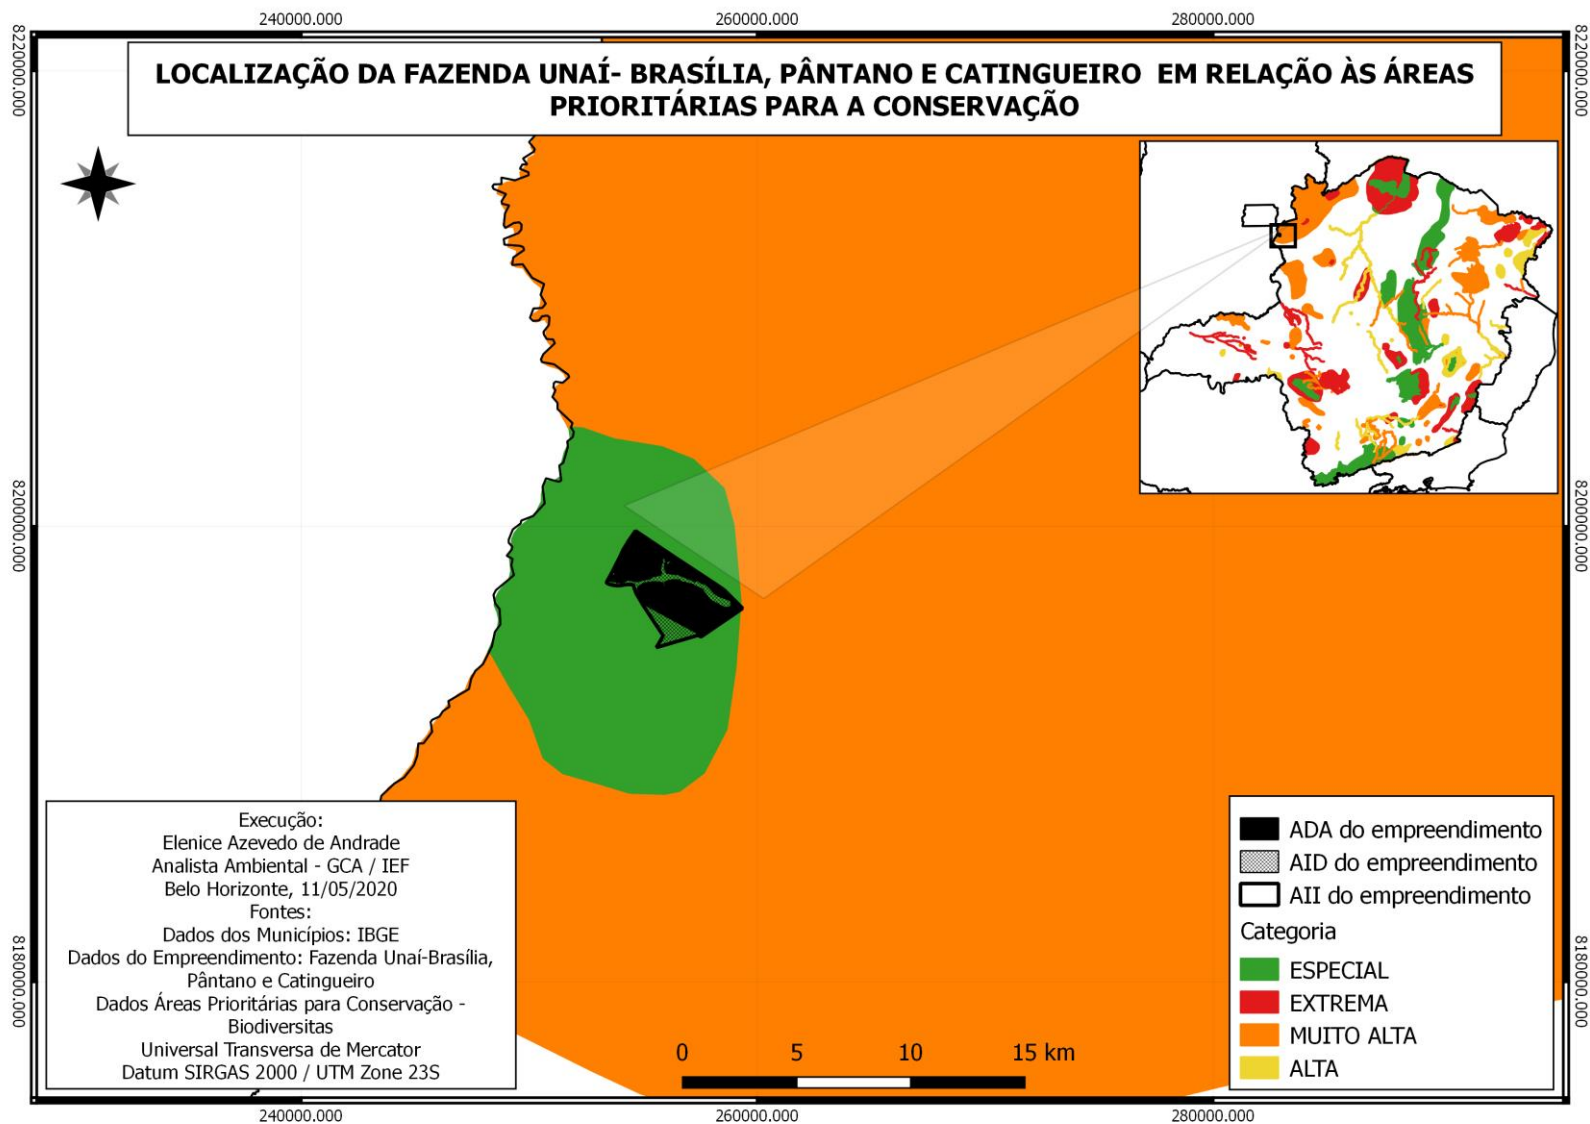 240000.000
260000.000
280000.000
8220000.000
8220000.000
LOCALIZAÇÃO DA FAZENDA UNAÍ- BRASÍLIA, PÂNTANO E CATINGUEIRO EM RELAÇÃO ÀS ÁREAS
PRIORITÁRIAS PARA A CONSERVAÇÃO
8200000.000
8200000.000
8180000.000
8180000.000
Execução:
Elenice Azevedo de Andrade
Analista Ambiental - GCA / IEF
Belo Horizonte, 11/05/2020
Fontes:
Dados dos Municípios: IBGE
Dados do Empreendimento: Fazenda Unaí-Brasília,
Pântano e Catingueiro
Dados Áreas Prioritárias para Conservação -
Biodiversitas
Universal Transversa de Mercator
Datum SIRGAS 2000 / UTM Zone 23S
0 5 10 15 km
ADA do empreendimento
AID do empreendimento
AII do empreendimento
Categoria
ESPECIAL
EXTREMA
MUITO ALTA
ALTA
240000.000
260000.000
280000.000